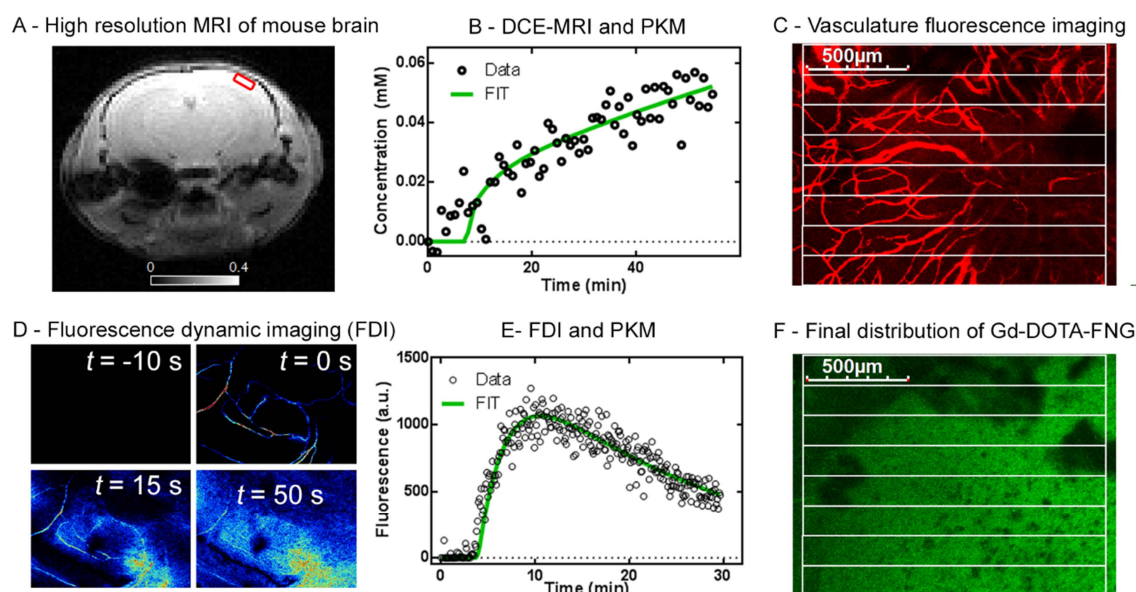 A - High resolution MRI of mouse brain
0
0.4
B - DCE-MRI and PKM
Concentration (mM)
0.06
0.04
0.02
0.00
Data
FIT
0
20
40
Time (min)
C - Vasculature fluorescence imaging
500µm
D - Fluorescence dynamic imaging (FDI)
t = -10 s
t = 0 s
t = 15 s
t = 50 s
E- FDI and PKM
Fluorescence (a.u.)
1500
1000
500
0
Data
FIT
0
10
20
30
Time (min)
F - Final distribution of Gd-DOTA-FNG
500µm